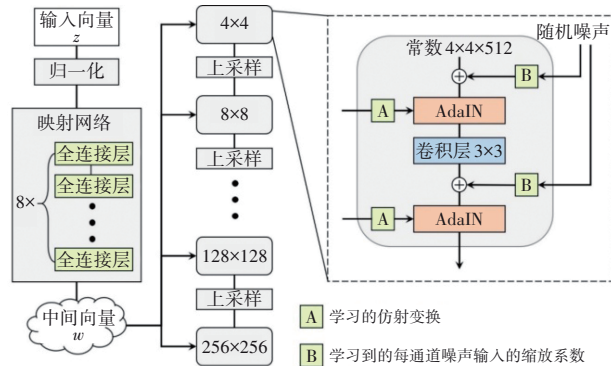 输入向量
z
归一化
映射网络
8×
全连接层
全连接层
全连接层
中间向量
w
4×4
上采样
8×8
上采样
128×128
上采样
256×256
随机噪声
常数4×4×512
B
A
AdaIN
卷积层 3×3
B
A
AdaIN
A 学习的仿射变换
B 学习到的每通道噪声输入的缩放系数